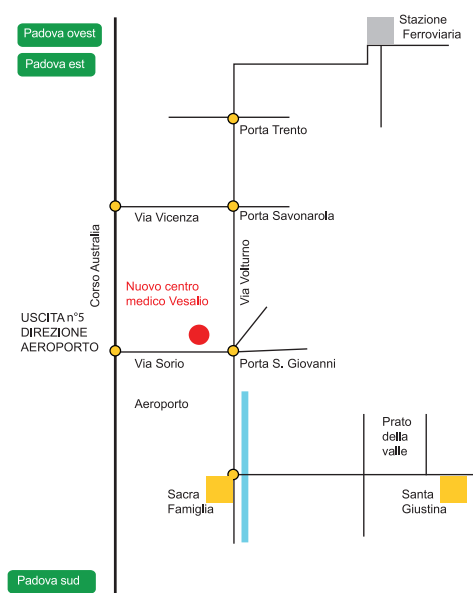 Padova ovest
Stazione
Ferroviaria
Padova est
Porta Trento
Via Vicenza
Porta Savonarola
Corso Australia
Via Volturno
Nuovo centro
medico Vesalio
USCITA n°5
DIREZIONE
AEROPORTO
Via Sorio
Porta S. Giovanni
Aeroporto
Prato
della
valle
Sacra
Famiglia
Santa
Giustina
Padova sud